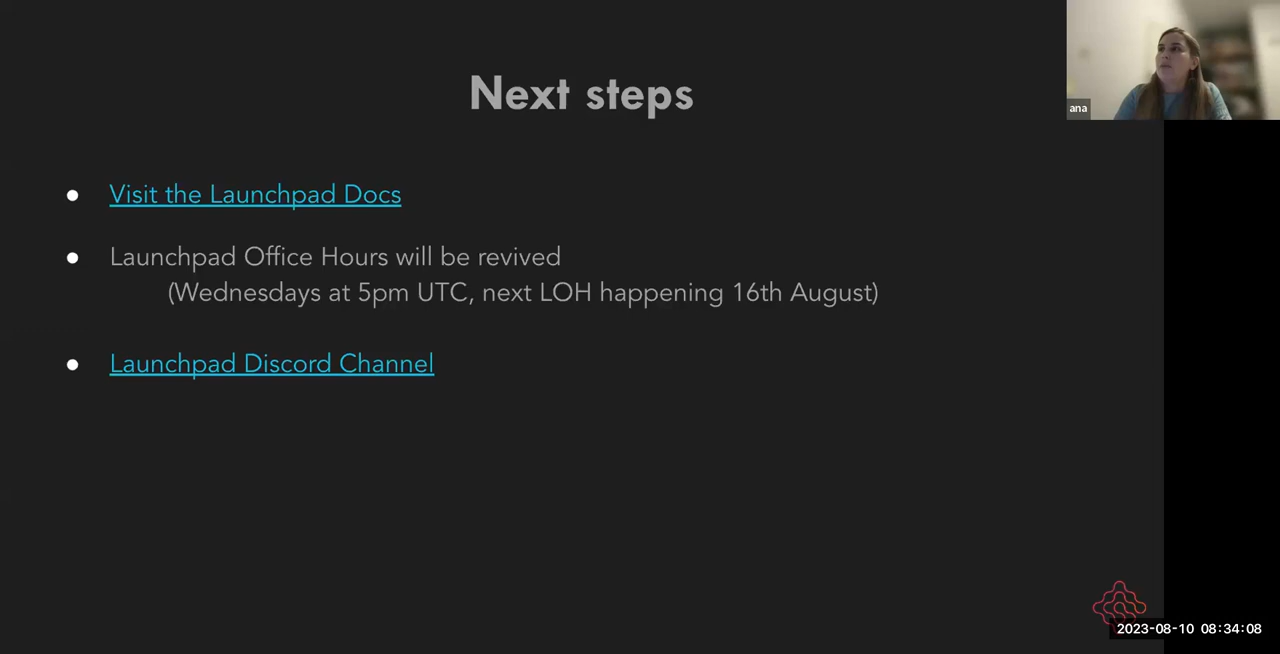 Next steps
ana
● Visit the Launchpad Docs
● Launchpad Office Hours will be revived
(Wednesdays at 5pm UTC, next LOH happening 16th August)
● Launchpad Discord Channel
2023-08-10 08:34:08